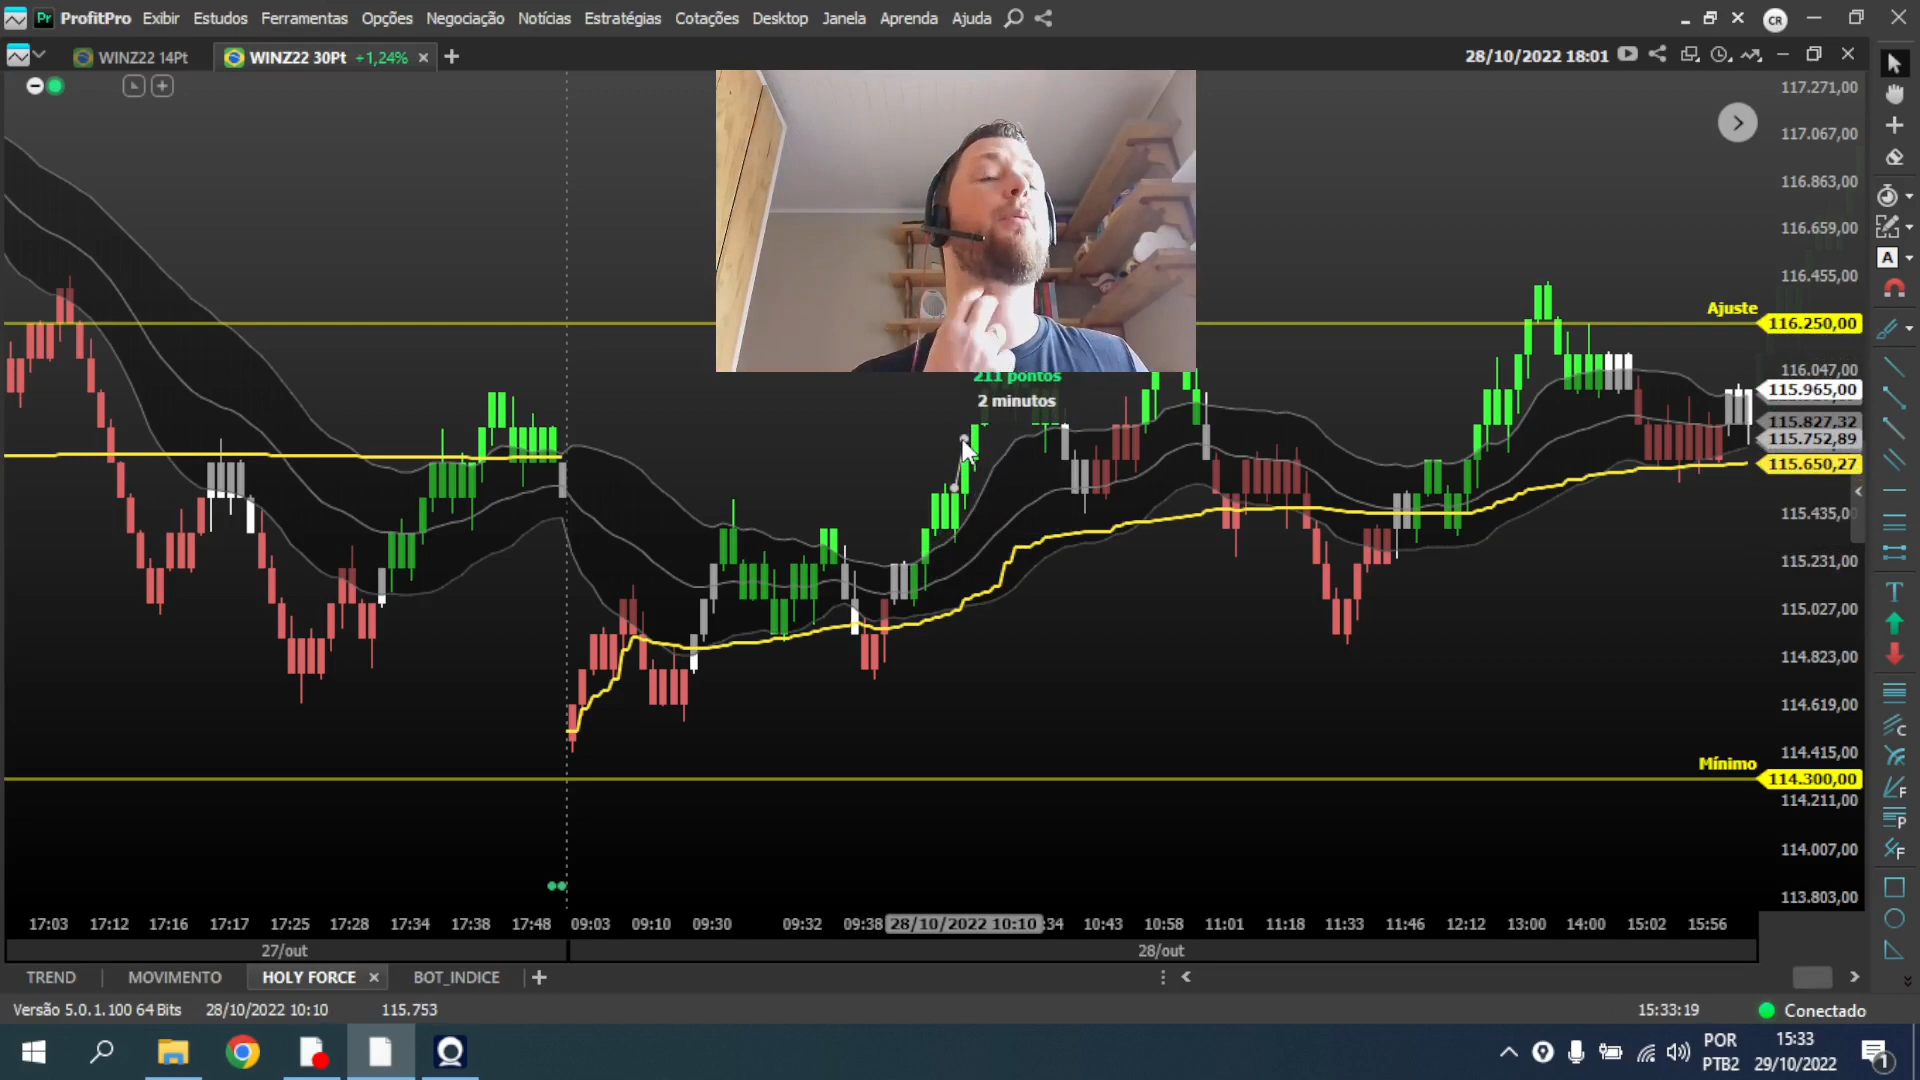 Pr ProfitPro Exibir Estudos Ferramentas Opções Negociação Notícias Estratégias Cotações Desktop Janela Aprenda Ajuda CR
WINZ22 14Pt WINZ22 30Pt +1,24% 28/10/2022 18:01
117.271,00
117.067,00
116.863,00
116.659,00
116.455,00
Ajuste
116.250,00
116.047,00
211 pontos
2 minutos
115.965,00
115.827,32
115.752,89
115.650,27
115.435,00
115.231,00
115.027,00
114.823,00
114.619,00
114.415,00
Mínimo
114.300,00
114.211,00
114.007,00
113.803,00
17:03 17:12 17:16 17:17 17:25 17:28 17:34 17:38 17:48 09:03 09:10 09:30 09:32 09:38 28/10/2022 10:10 :34 10:43 10:58 11:01 11:18 11:33 11:46 12:12 13:00 14:00 15:02 15:56
27/out 28/out
TREND MOVIMENTO HOLY FORCE BOT_INDICE
Versão 5.0.1.100 64 Bits 28/10/2022 10:10 115.753 15:33:19 Conectado
POR 15:33
PTB2 29/10/2022 1
A
T
C
F
P
F